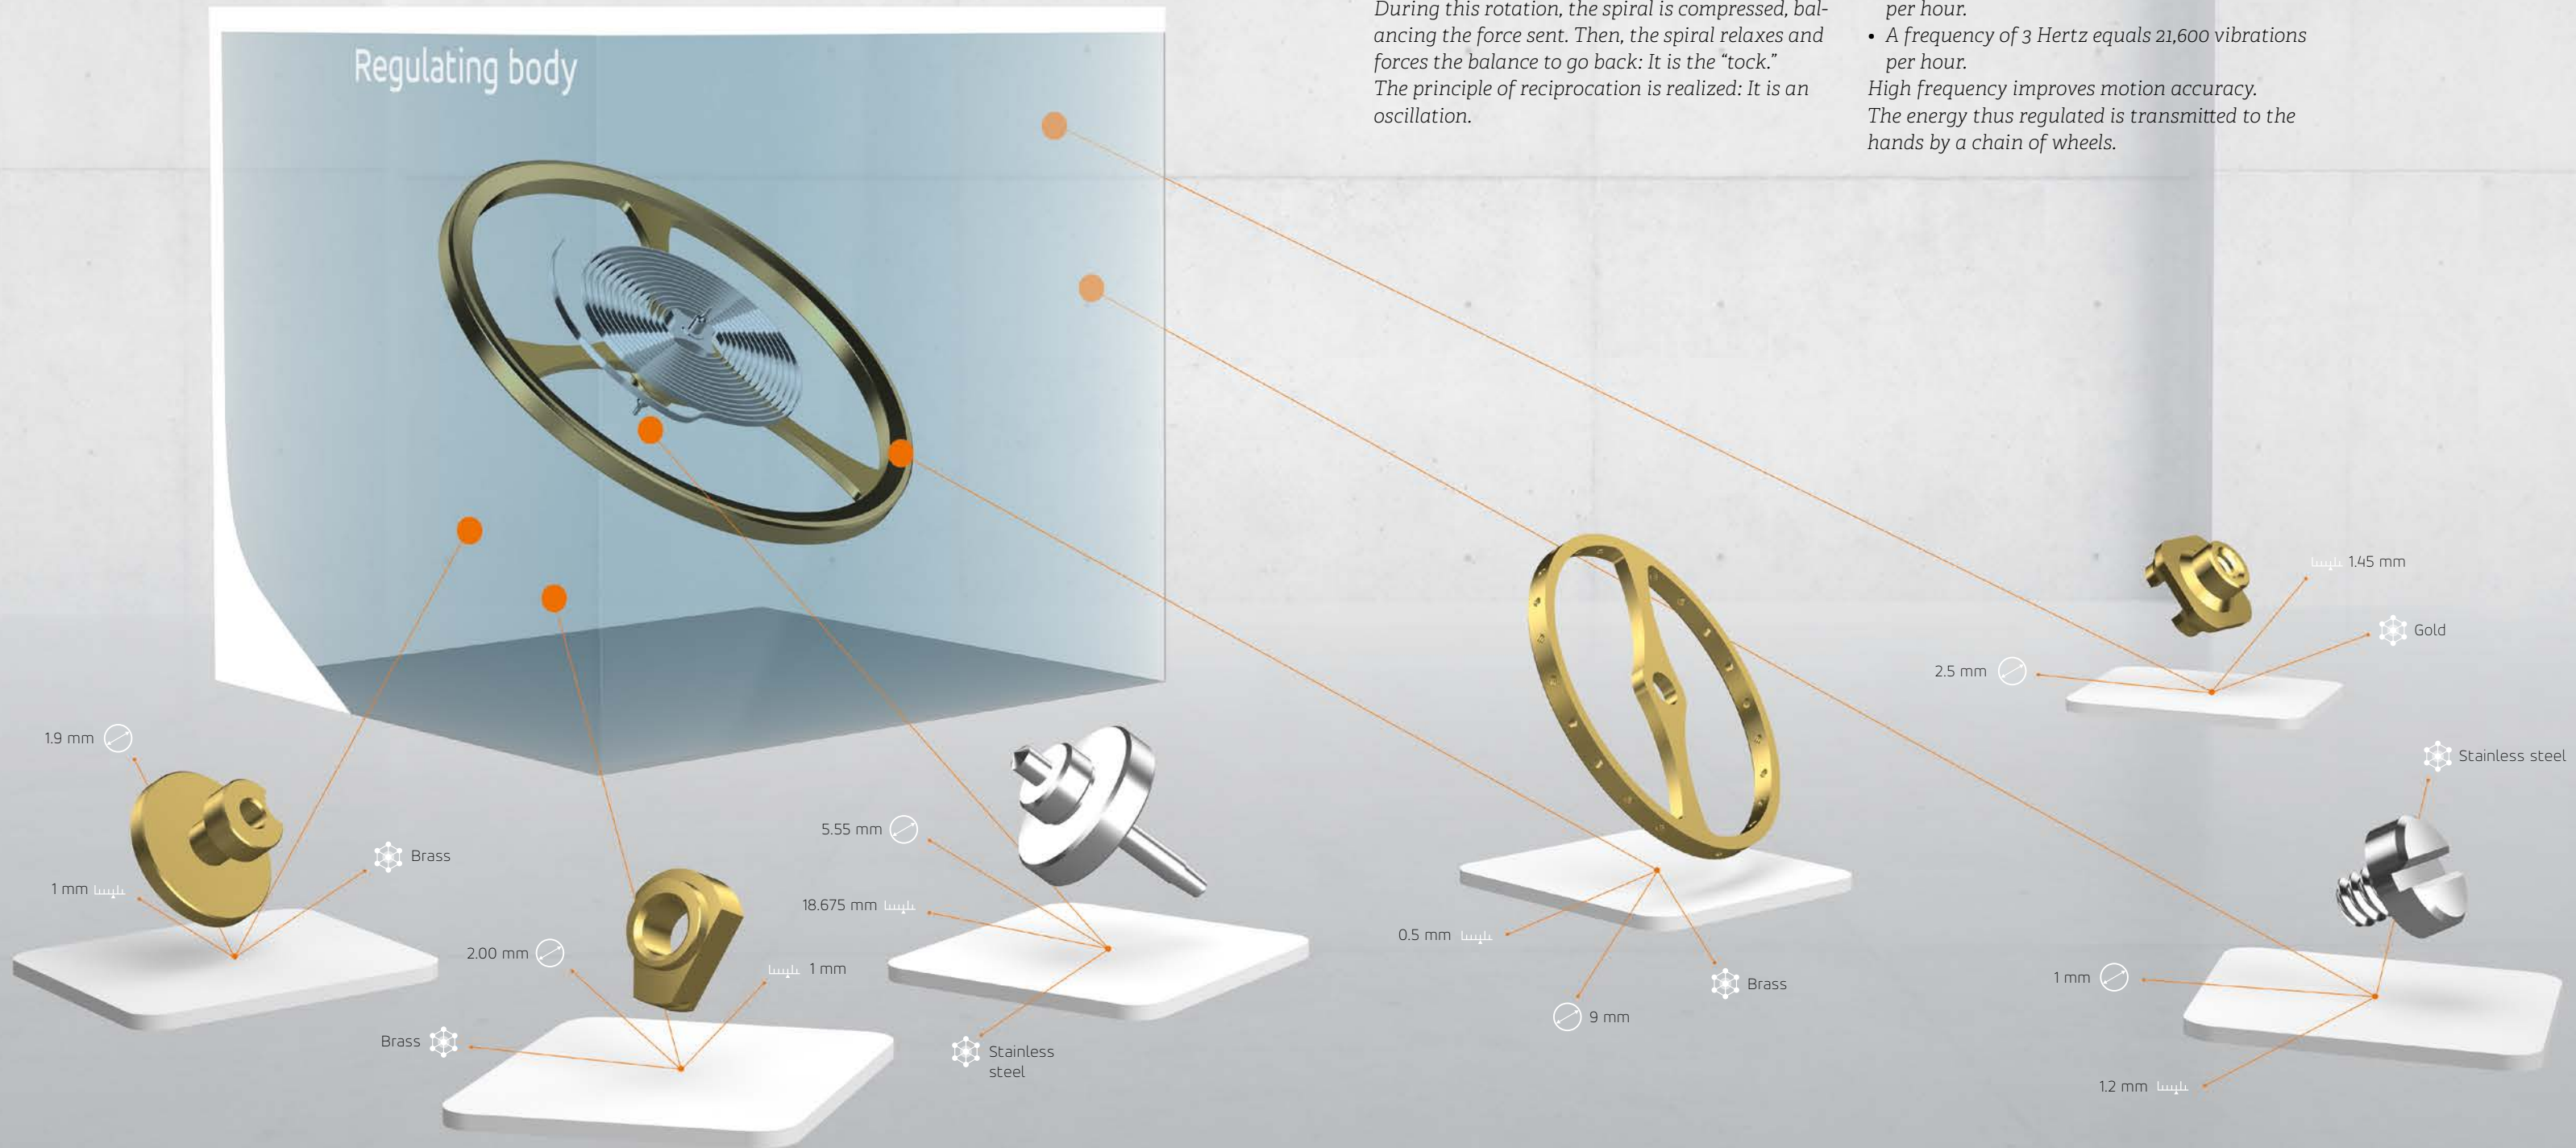 During this rotation, the spiral is compressed, bal-
ancing the force sent. Then, the spiral relaxes and
forces the balance to go back: It is the “tock.”
The principle of reciprocation is realized: It is an
oscillation.
per hour.
• A frequency of 3 Hertz equals 21,600 vibrations
per hour.
High frequency improves motion accuracy.
The energy thus regulated is transmitted to the
hands by a chain of wheels.
Regulating body
1.9 mm
1 mm
Brass
2.00 mm
1 mm
Brass
5.55 mm
18.675 mm
Stainless
steel
0.5 mm
9 mm
Brass
1.45 mm
Gold
2.5 mm
Stainless steel
1 mm
1.2 mm